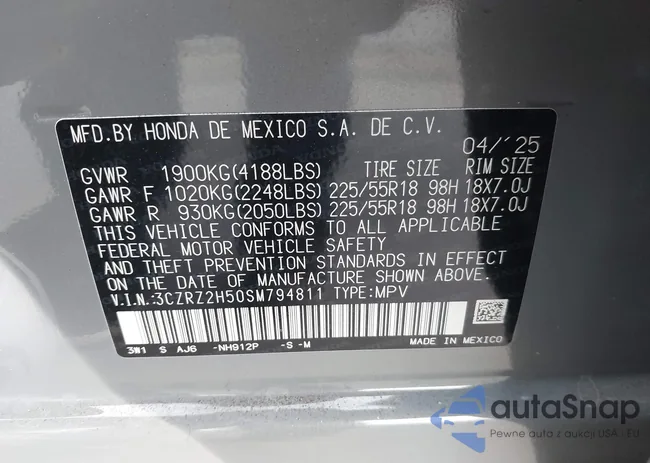 MFD.BY HONDA DE MEXICO S.A. DE C.V. 04/'25
GVWR 1900KG(4188LBS) TIRE SIZE RIM SIZE
GAWR F 1020KG(2248LBS) 225/55R18 98H 18X7.0J
GAWR R 930KG(2050LBS) 225/55R18 98H 18X7.0J
THIS VEHICLE CONFORMS TO ALL APPLICABLE
FEDERAL MOTOR VEHICLE SAFETY
AND THEFT PREVENTION STANDARDS IN EFFECT
ON THE DATE OF MANUFACTURE SHOWN ABOVE.
V.I.N.:3CZRZ2H50SM794811 TYPE:MPV
3W1 S AJ6 -NH912P -S -M MADE IN MEXICO
autoSnap
Pewne auta z aukcji USA - EU